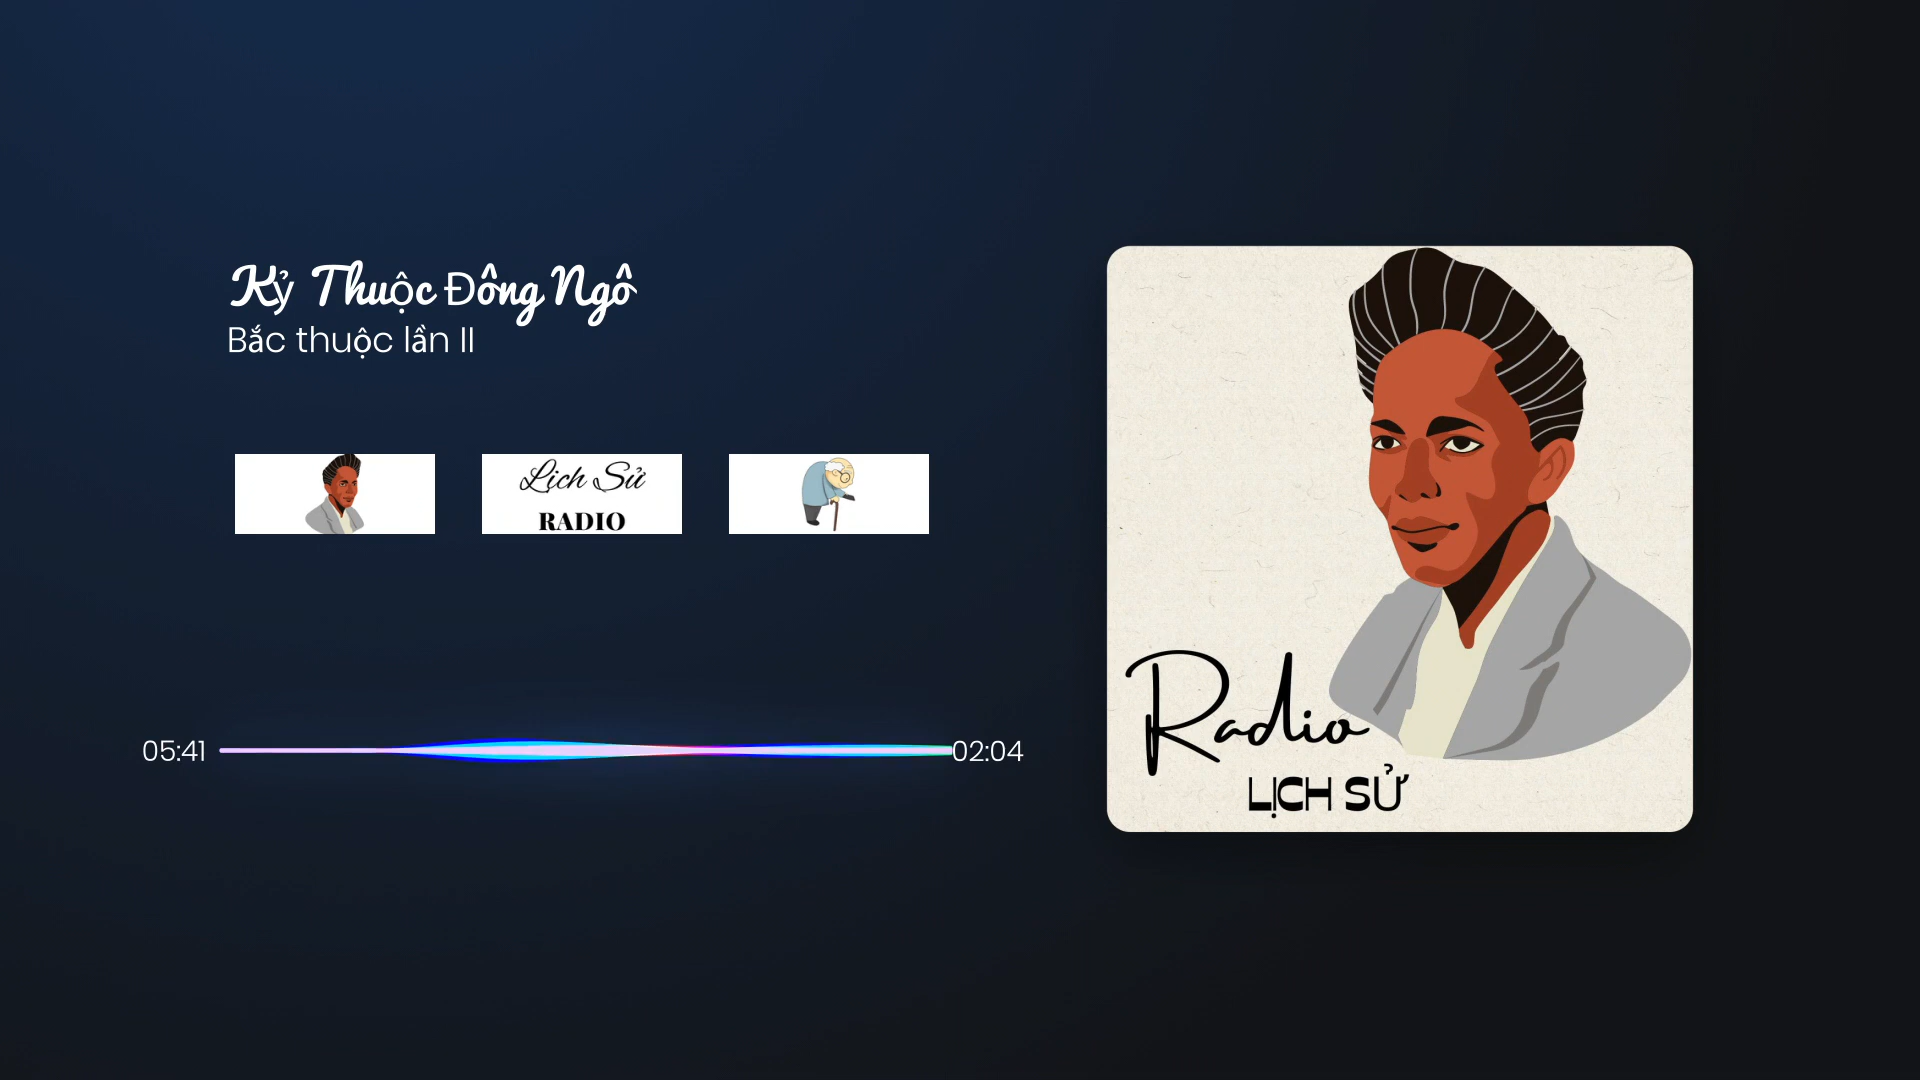 Kỷ Thuộc Đông Ngô
Bắc thuộc lần II
Lịch Sử
RADIO
05:41
02:04
Radio
LỊCH SỬ